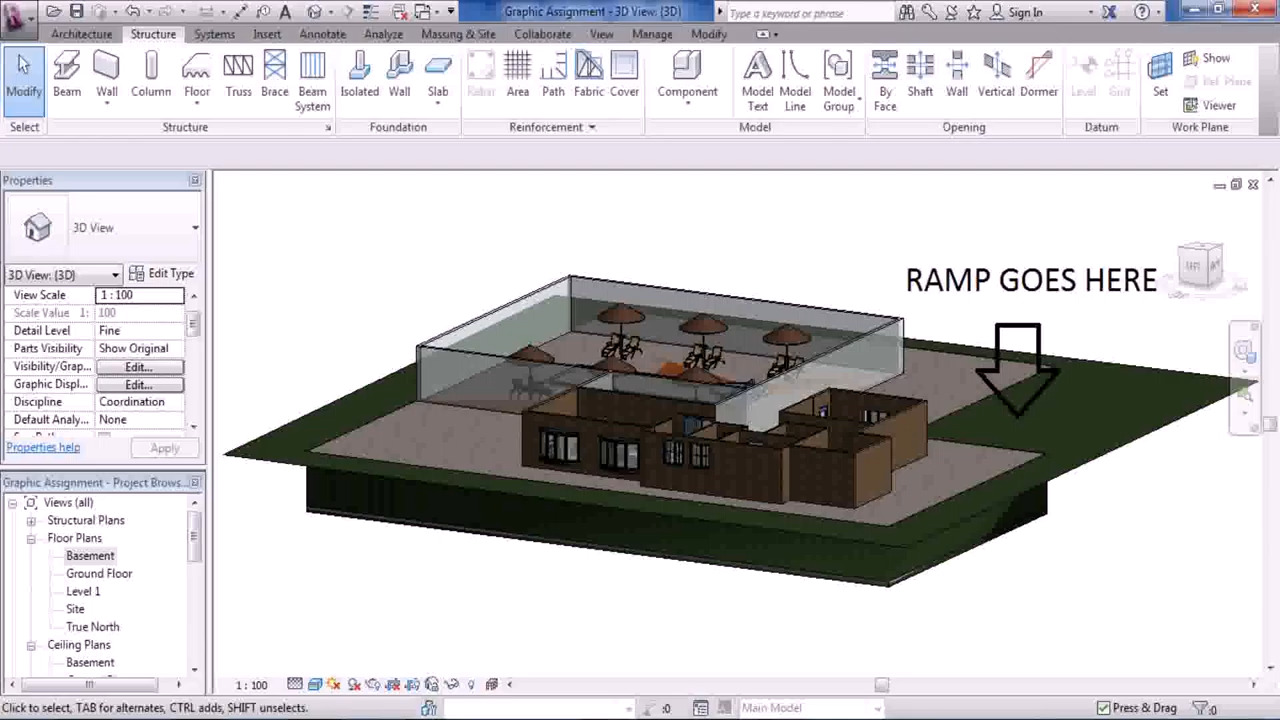 Graphic Assignment - 3D View: {3D}
Type a keyword or phrase
Sign In
Architecture Structure Systems Insert Annotate Analyze Massing & Site Collaborate View Manage Modify
Modify Beam Wall Column Floor Truss Brace Beam System Isolated Wall Slab Rebar Area Path Fabric Cover Component Model Text Model Line Model Group By Face Shaft Wall Vertical Dormer Level Grid Set Show Ref Plane Viewer
Select Structure Foundation Reinforcement Model Opening Datum Work Plane
Properties
3D View
3D View: {3D} Edit Type
View Scale 1 : 100
Scale Value 1: 100
Detail Level Fine
Parts Visibility Show Original
Visibility/Grap... Edit...
Graphic Displ... Edit...
Discipline Coordination
Default Analy... None
Properties help Apply
Graphic Assignment - Project Brows...
Views (all)
Structural Plans
Floor Plans
Basement
Ground Floor
Level 1
Site
True North
Ceiling Plans
Basement
RAMP GOES HERE
1 : 100
Click to select, TAB for alternates, CTRL adds, SHIFT unselects.
:0
Main Model
Press & Drag
:0